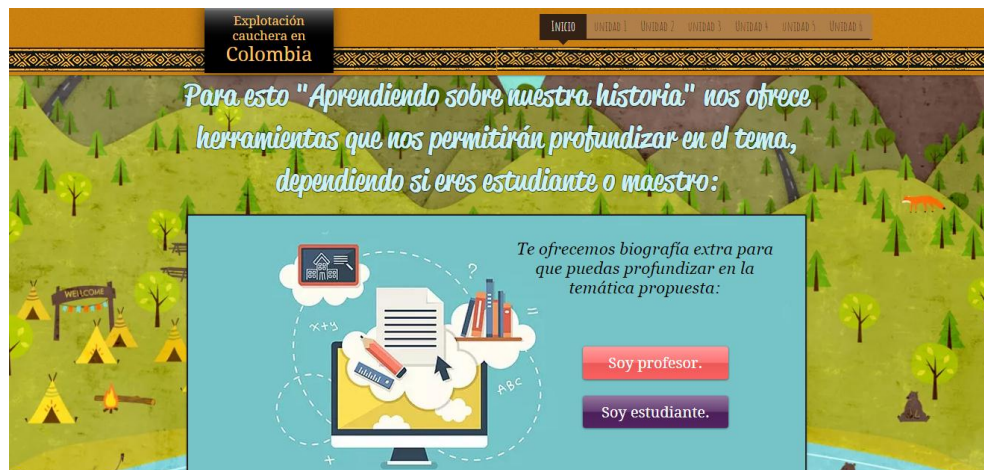 Explotación
cauchera en
Colombia
Inicio unidad 1 Unidad 2 unidad 3 Unidad 4 unidad 5 Unidad 6
Para esto "Aprendiendo sobre nuestra historia" nos ofrece
herramientas que nos permitirán profundizar en el tema,
dependiendo si eres estudiante o maestro:
Te ofrecemos biografía extra para
que puedas profundizar en la
temática propuesta:
WELLCOME
?
x+y
=
ABC
+
Soy profesor.
Soy estudiante.